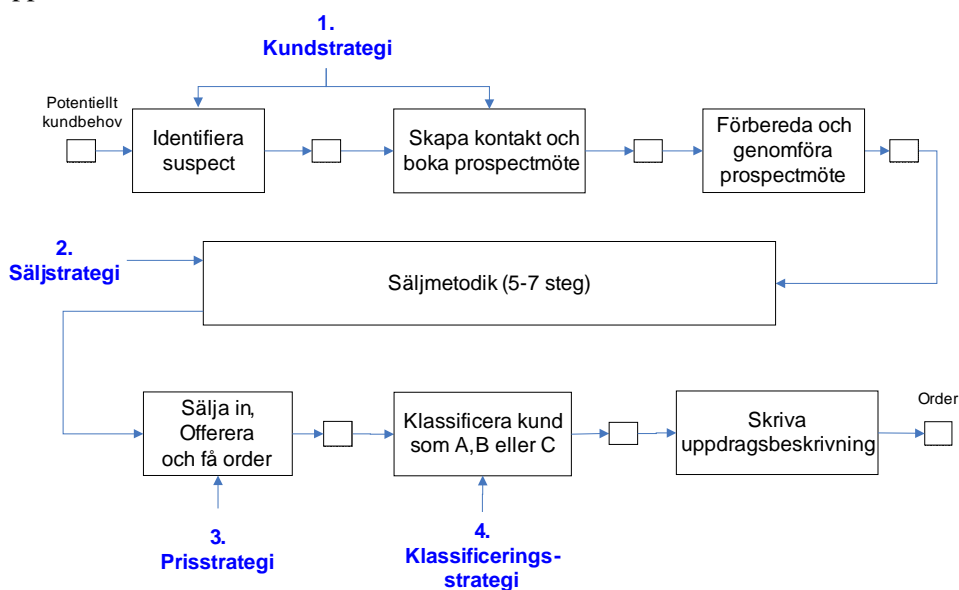 1.
Kundstrategi
Potentiellt
kundbehov
Identifiera
suspect
Skapa kontakt och
boka prospectmöte
Förbereda och
genomföra
prospectmöte
2.
Säljstrategi
Säljmetodik (5-7 steg)
Sälja in,
Offerera
och få order
Klassificera kund
som A,B eller C
Skriva
uppdragsbeskrivning
Order
3.
Prisstrategi
4.
Klassificerings-
strategi